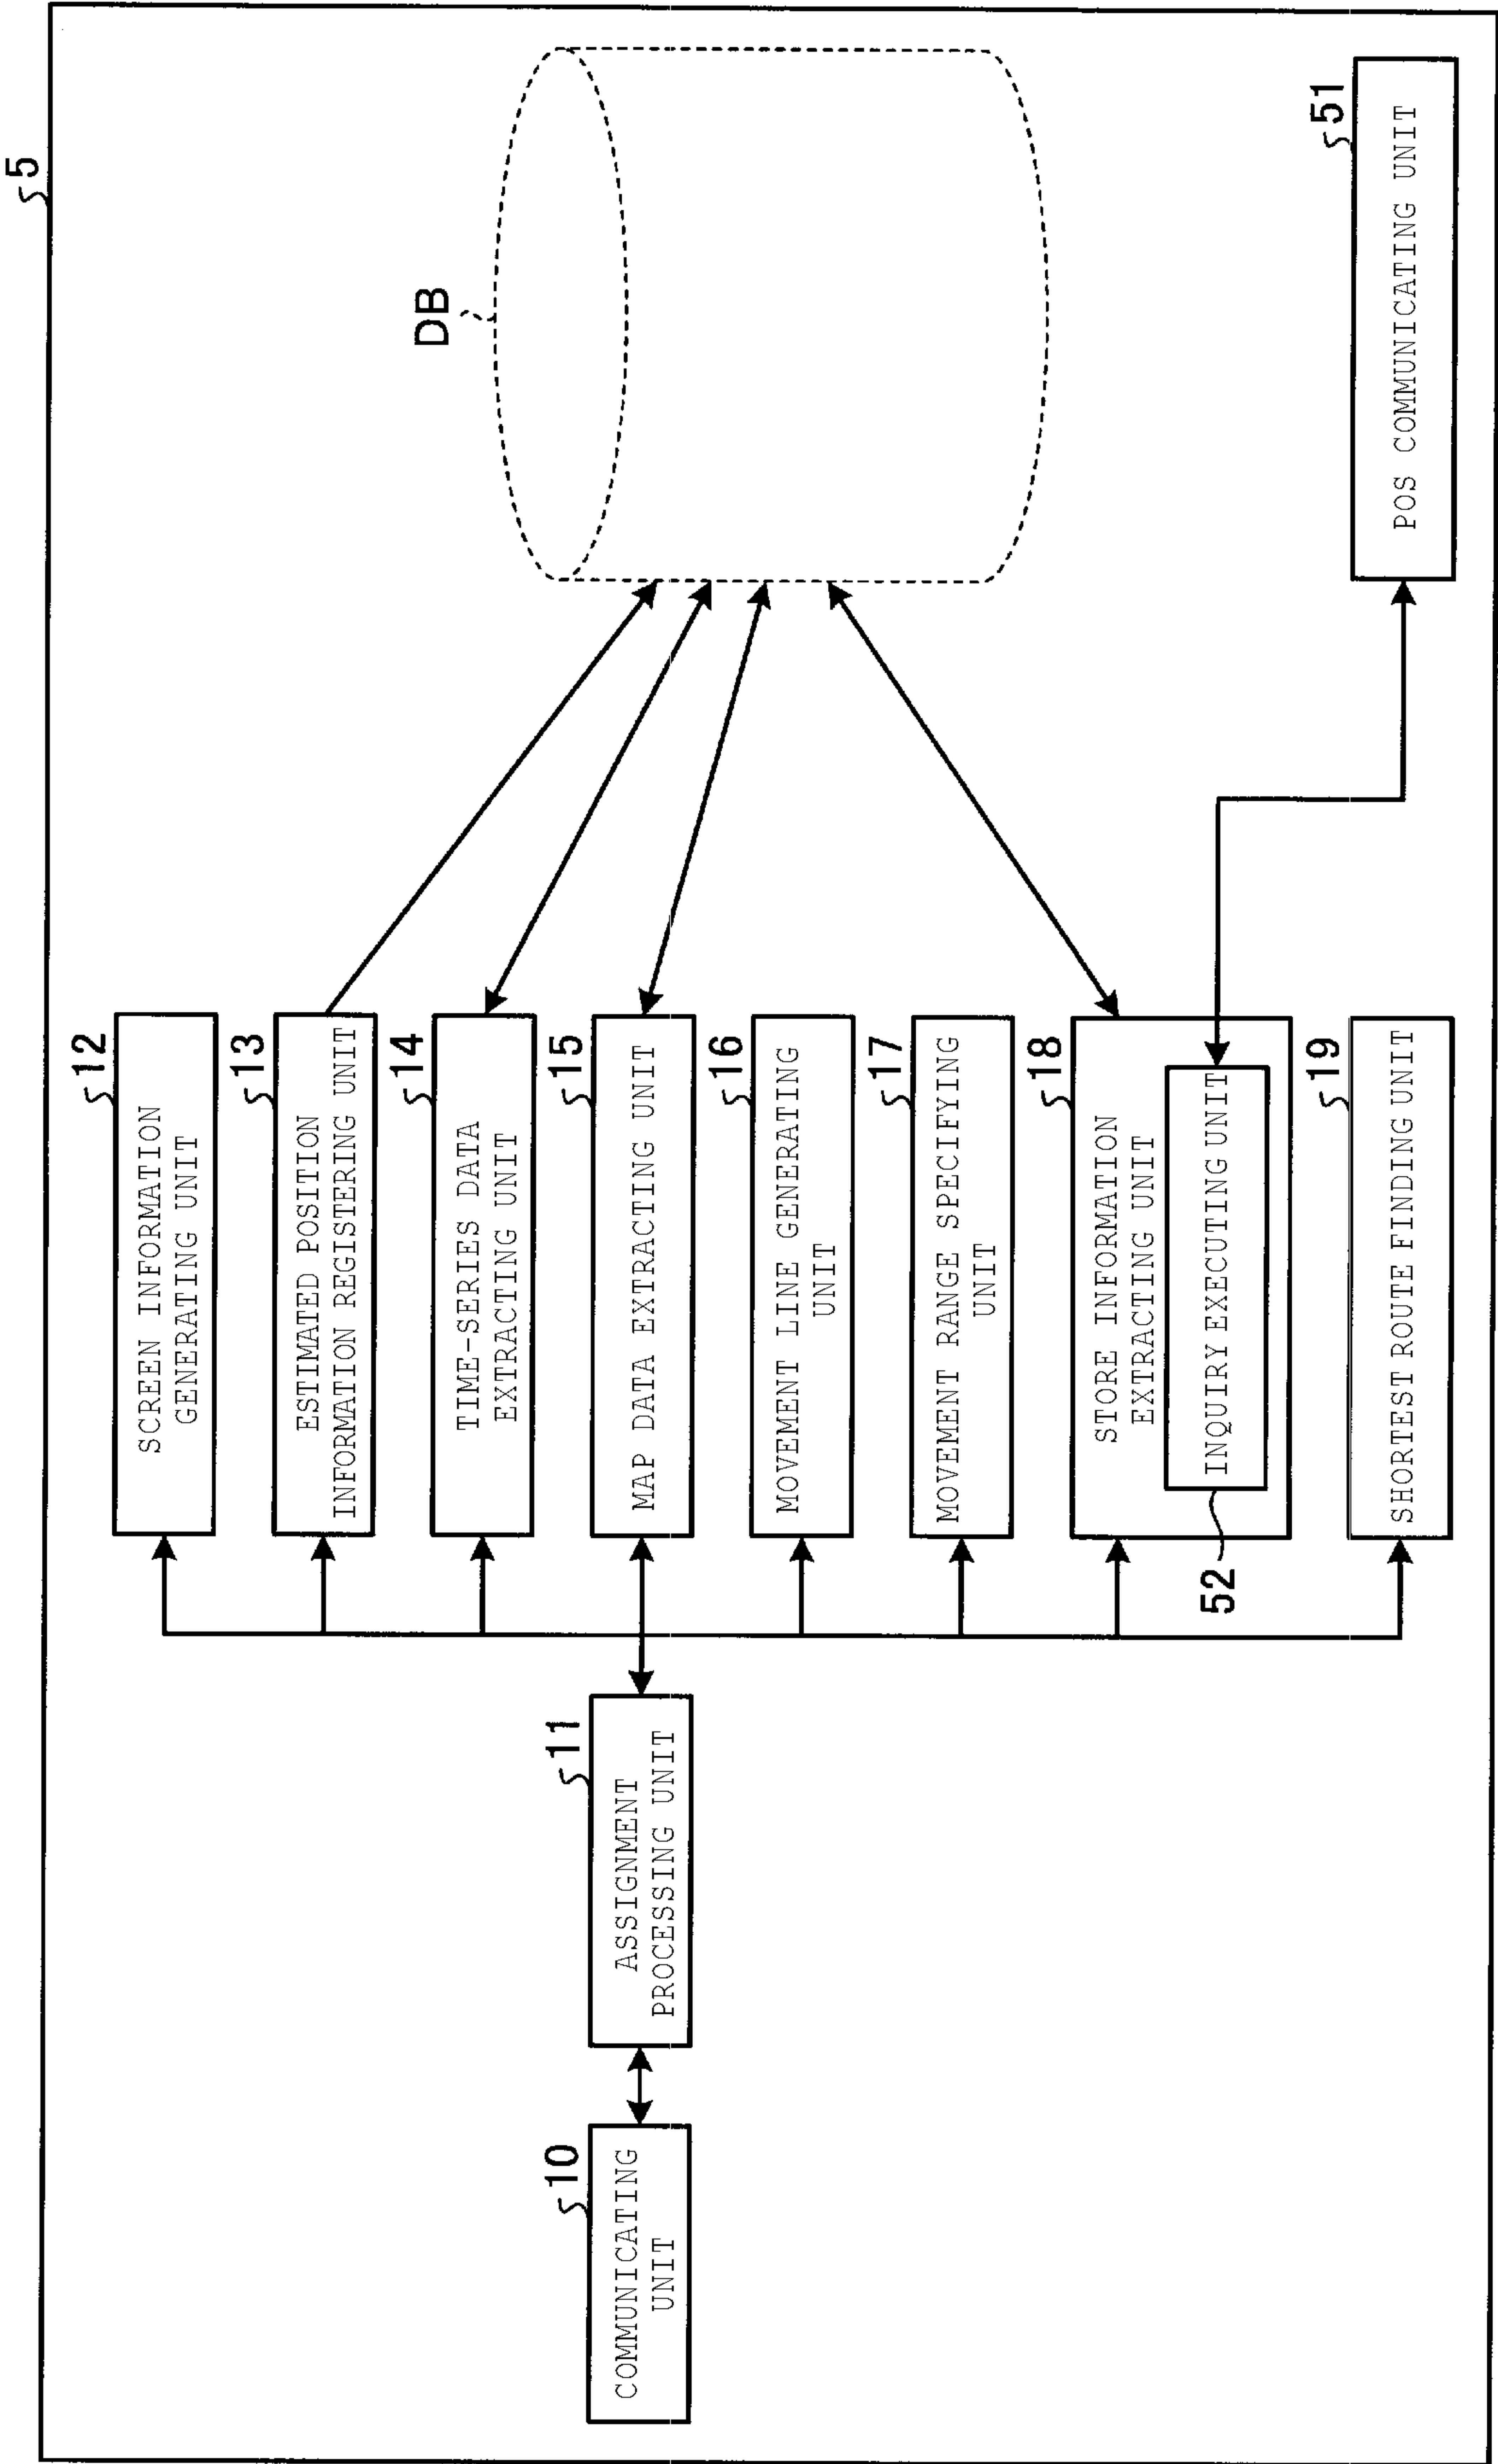 5
10
COMMUNICATING
UNIT
11
ASSIGNMENT
PROCESSING UNIT
12
SCREEN INFORMATION
GENERATING UNIT
13
ESTIMATED POSITION
INFORMATION REGISTERING UNIT
14
TIME-SERIES DATA
EXTRACTING UNIT
15
MAP DATA EXTRACTING UNIT
16
MOVEMENT LINE GENERATING
UNIT
17
MOVEMENT RANGE SPECIFYING
UNIT
18
STORE INFORMATION
EXTRACTING UNIT
INQUIRY EXECUTING UNIT
52
19
SHORTEST ROUTE FINDING UNIT
DB
51
POS COMMUNICATING UNIT